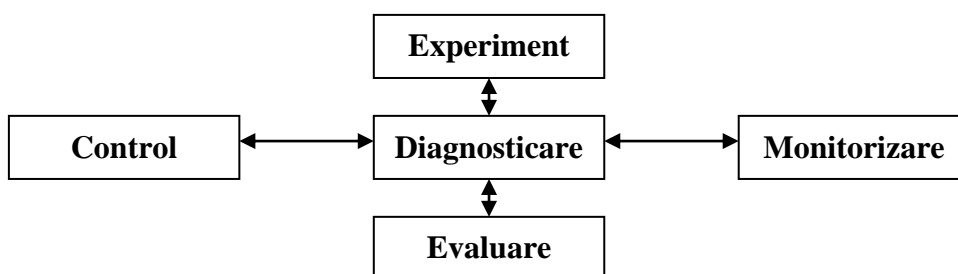 Experiment
Control
Diagnosticare
Monitorizare
Evaluare